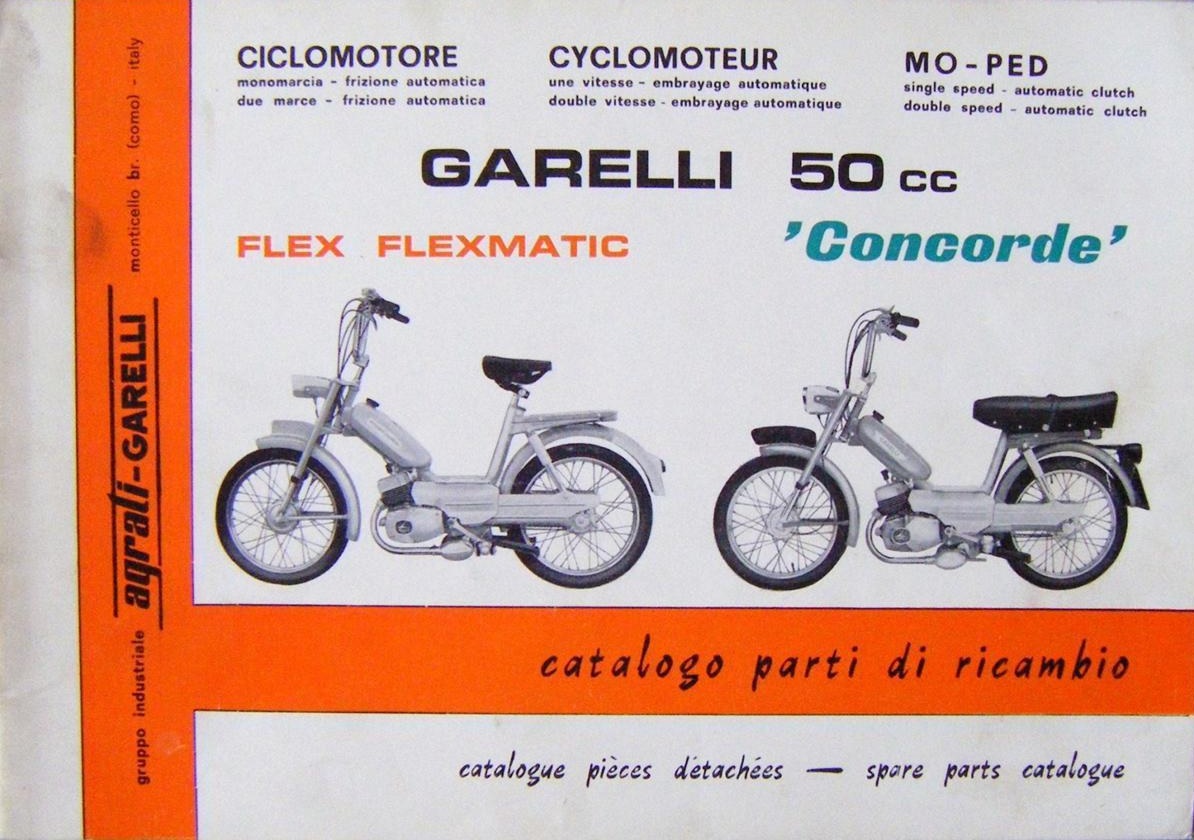 CICLOMOTORE
monomarcia - frizione automatica
due marce - frizione automatica
CYCLOMOTEUR
une vitesse - embrayage automatique
double vitesse - embrayage automatique
MO-PED
single speed - automatic clutch
double speed - automatic clutch
GARELLI 50 cc
FLEX FLEXMATIC
'Concorde'
catalogo parti di ricambio
catalogue pièces détachées — spare parts catalogue
gruppo industriale agrati-GARELLI monticello br. (como) - italy